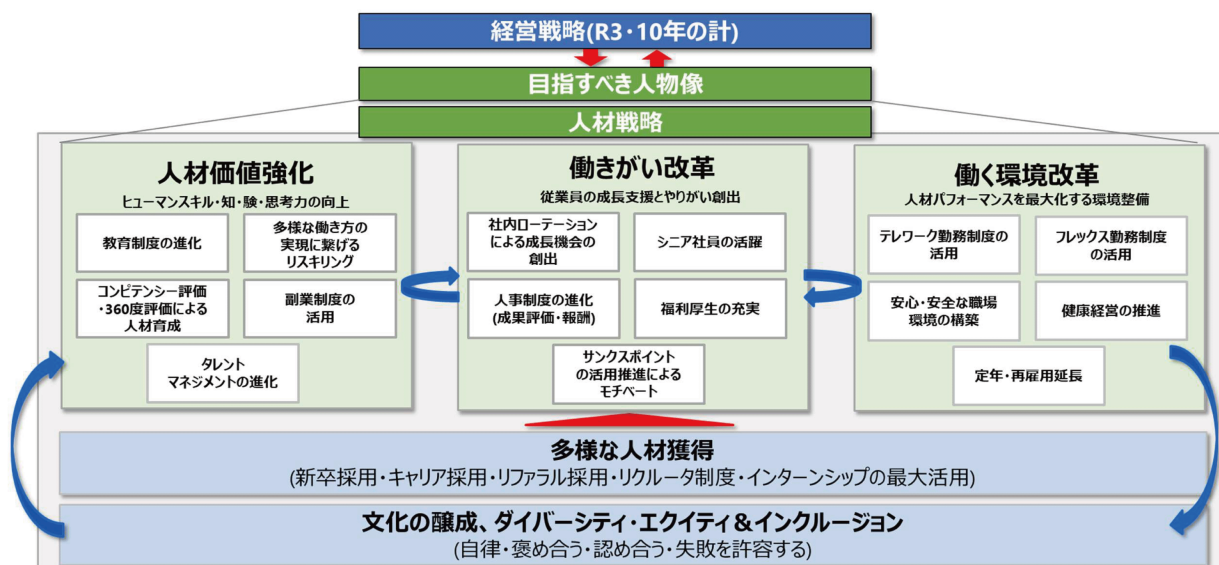 経営戦略(R3・10年の計)
目指すべき人物像
人材戦略
人材価値強化
ヒューマンスキル・知・験・思考力の向上
教育制度の進化
多様な働き方の
実現に繋げる
リスキリング
コンピテンシー評価
・360度評価による
人材育成
副業制度の
活用
タレント
マネジメントの進化
働きがい改革
従業員の成長支援とやりがい創出
社内ローテーション
による成長機会の
創出
シニア社員の活躍
人事制度の進化
(成果評価・報酬)
福利厚生の充実
サンクスポイント
の活用推進による
モチベート
働く環境改革
人材パフォーマンスを最大化する環境整備
テレワーク勤務制度の
活用
フレックス勤務制度
の活用
安心・安全な職場
環境の構築
健康経営の推進
定年・再雇用延長
多様な人材獲得
(新卒採用・キャリア採用・リファラル採用・リクルータ制度・インターンシップの最大活用)
文化の醸成、ダイバーシティ・エクイティ&インクルージョン
(自律・褒め合う・認め合う・失敗を許容する)